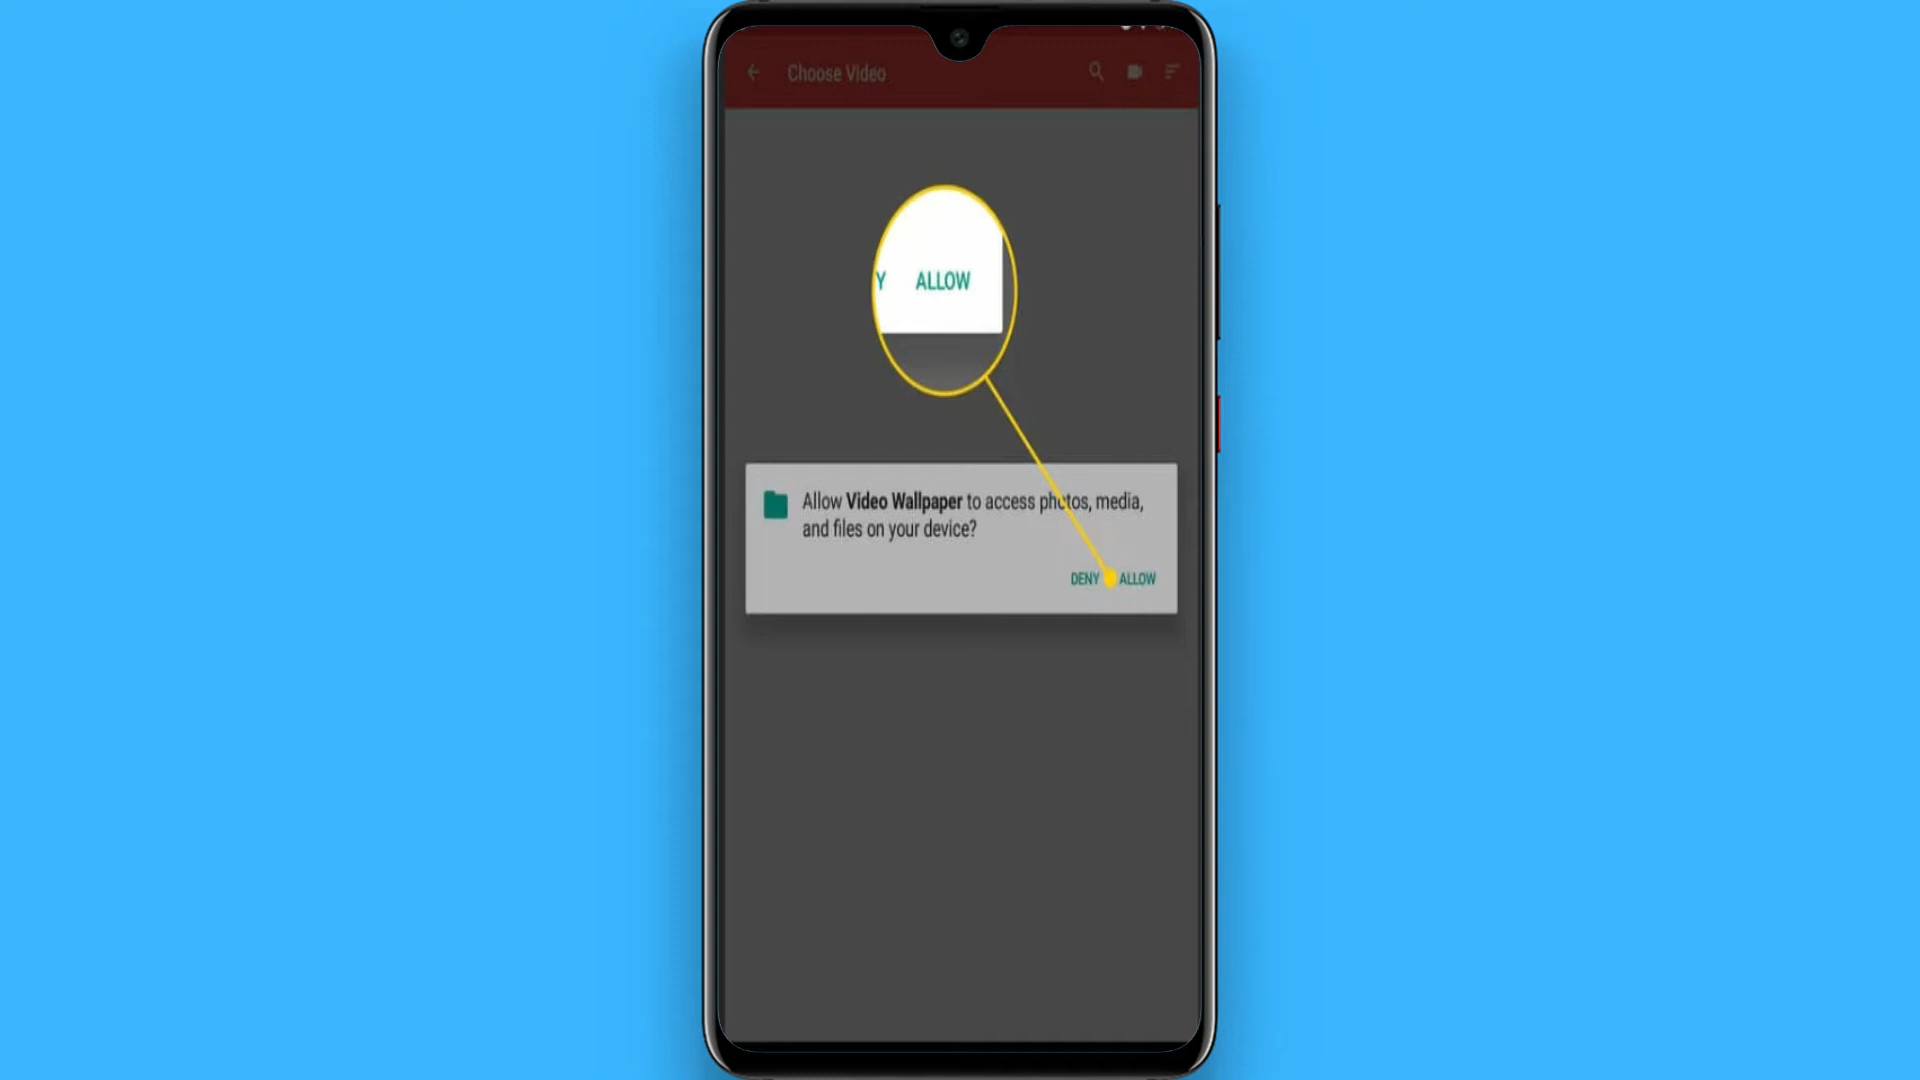 Choose Video
Y ALLOW
Allow Video Wallpaper to access photos, media,
and files on your device?
DENY ALLOW